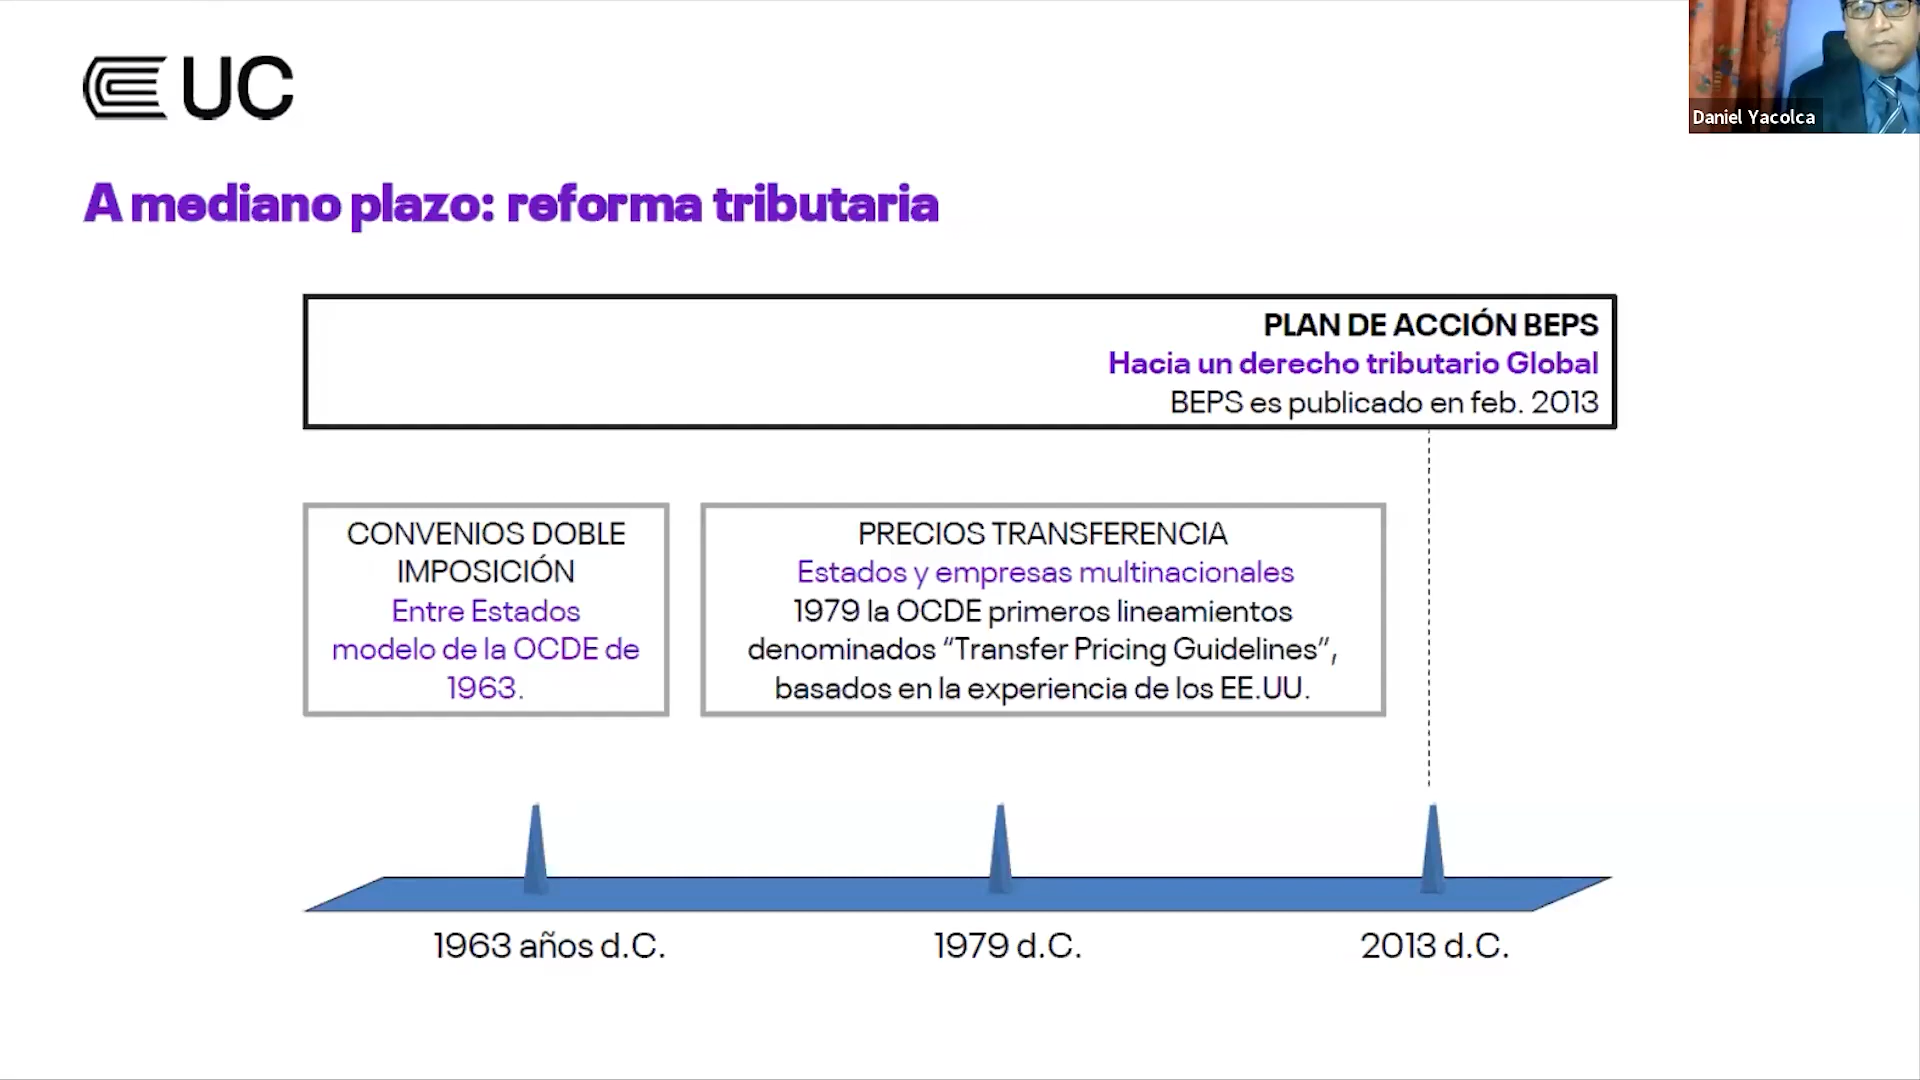 UC
Daniel Yacolca
A mediano plazo: reforma tributaria
PLAN DE ACCIÓN BEPS
Hacia un derecho tributario Global
BEPS es publicado en feb. 2013
CONVENIOS DOBLE
IMPOSICIÓN
Entre Estados
modelo de la OCDE de
1963.
PRECIOS TRANSFERENCIA
Estados y empresas multinacionales
1979 la OCDE primeros lineamientos
denominados “Transfer Pricing Guidelines”,
basados en la experiencia de los EE.UU.
1963 años d.C.
1979 d.C.
2013 d.C.